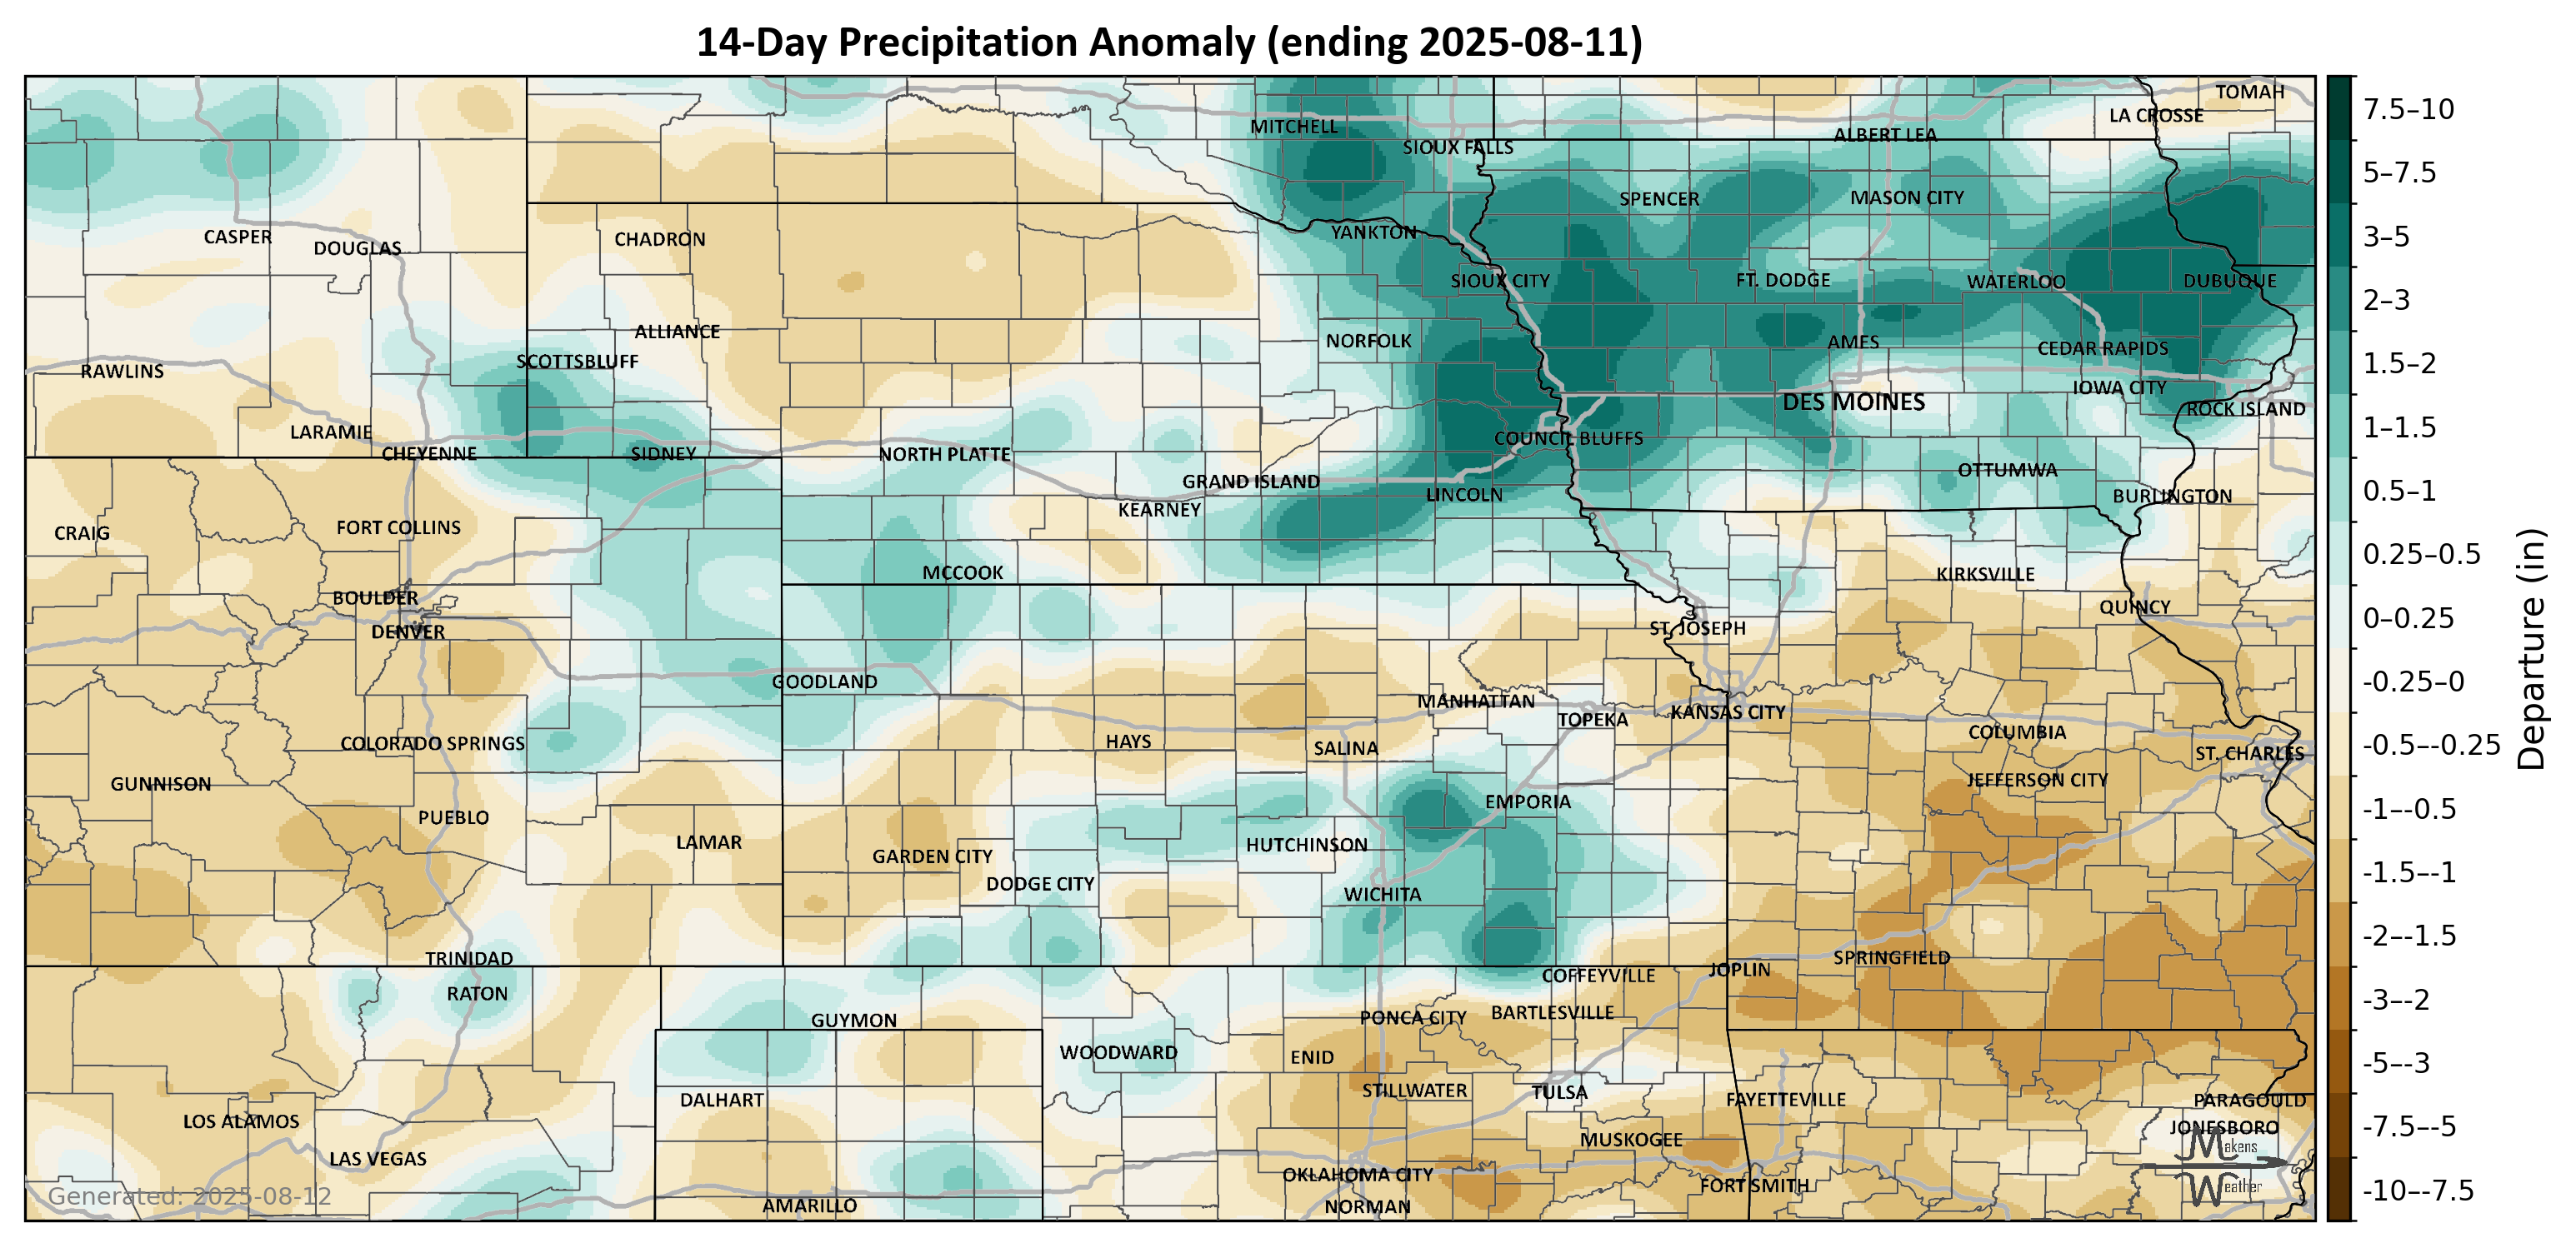 14-Day Precipitation Anomaly (ending 2025-08-11)
TOMAH
LA CROSSE
MITCHELL
ALBERT LEA
SIOUX FALLS
SPENCER
MASON CITY
YANKTON
CASPER
DOUGLAS
CHADRON
SIOUX CITY
FT. DODGE
WATERLOO
DUBUQUE
ALLIANCE
NORFOLK
AMES
CEDAR RAPIDS
SCOTTSBLUFF
RAWLINS
IOWA CITY
DES MOINES
ROCK ISLAND
LARAMIE
COUNCIL BLUFFS
CHEYENNE
SIDNEY
NORTH PLATTE
OTTUMWA
GRAND ISLAND
LINCOLN
BURLINGTON
KEARNEY
CRAIG
FORT COLLINS
MCCOOK
KIRKSVILLE
BOULDER
QUINCY
DENVER
ST. JOSEPH
GOODLAND
MANHATTAN
KANSAS CITY
TOPEKA
COLUMBIA
COLORADO SPRINGS
HAYS
SALINA
ST. CHARLES
GUNNISON
JEFFERSON CITY
EMPORIA
PUEBLO
LAMAR
HUTCHINSON
GARDEN CITY
DODGE CITY
WICHITA
TRINIDAD
SPRINGFIELD
JOPLIN
COFFEYVILLE
RATON
BARTLESVILLE
PONCA CITY
GUYMON
WOODWARD
ENID
STILLWATER
TULSA
DALHART
FAYETTEVILLE
PARAGOULD
LOS ALAMOS
JONESBORO
MUSKOGEE
LAS VEGAS
OKLAHOMA CITY
FORT SMITH
AMARILLO
NORMAN
Makens
Weather
Generated: 2025-08-12
7.5–10
5–7.5
3–5
2–3
1.5–2
1–1.5
0.5–1
0.25–0.5
0–0.25
-0.25–0
-0.5–-0.25
-1–-0.5
-1.5–-1
-2–-1.5
-3–-2
-5–-3
-7.5–-5
-10–-7.5
Departure (in)